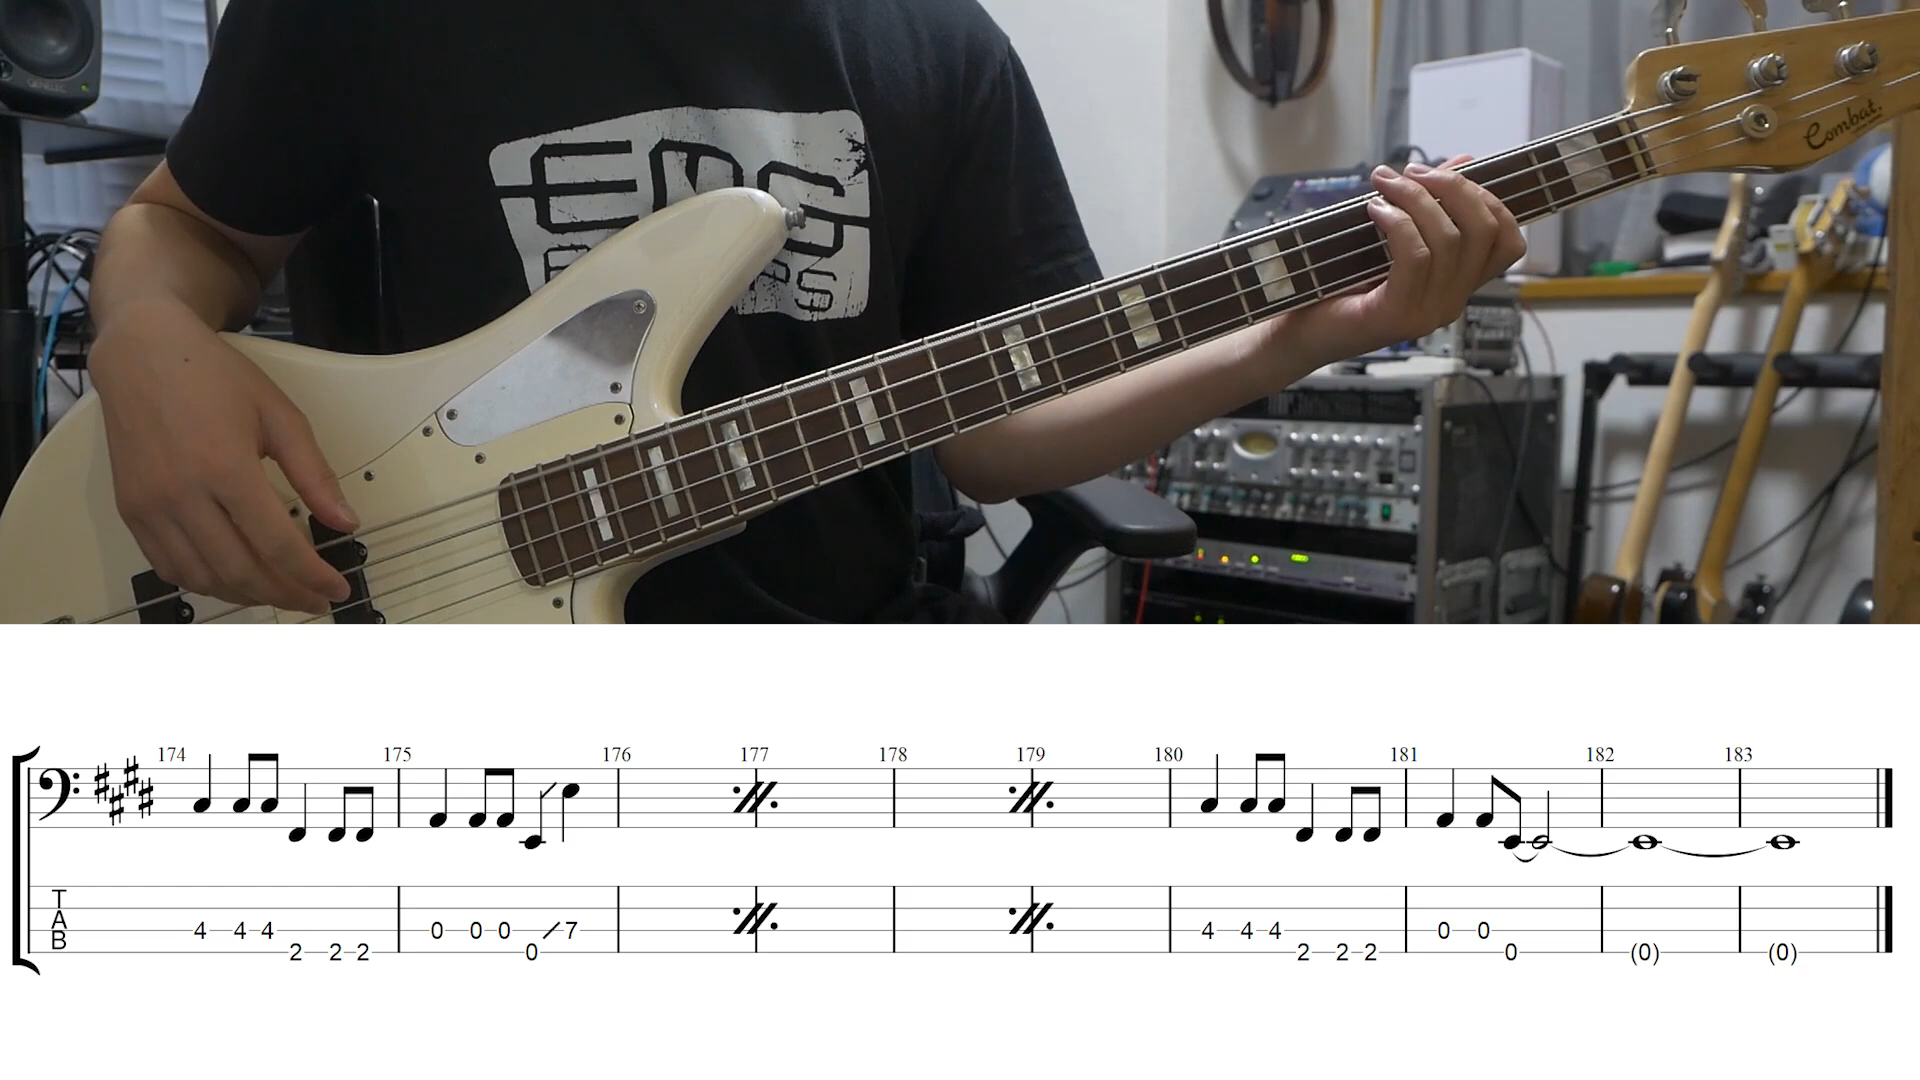 GENELEC
EMG
Combat.
174 175 176 177 178 179 180 181 182 183
T
A
B
4 4 4 0 0 0 7 4 4 4 0 0
2 2 2 0 2 2 2 0 (0) (0)